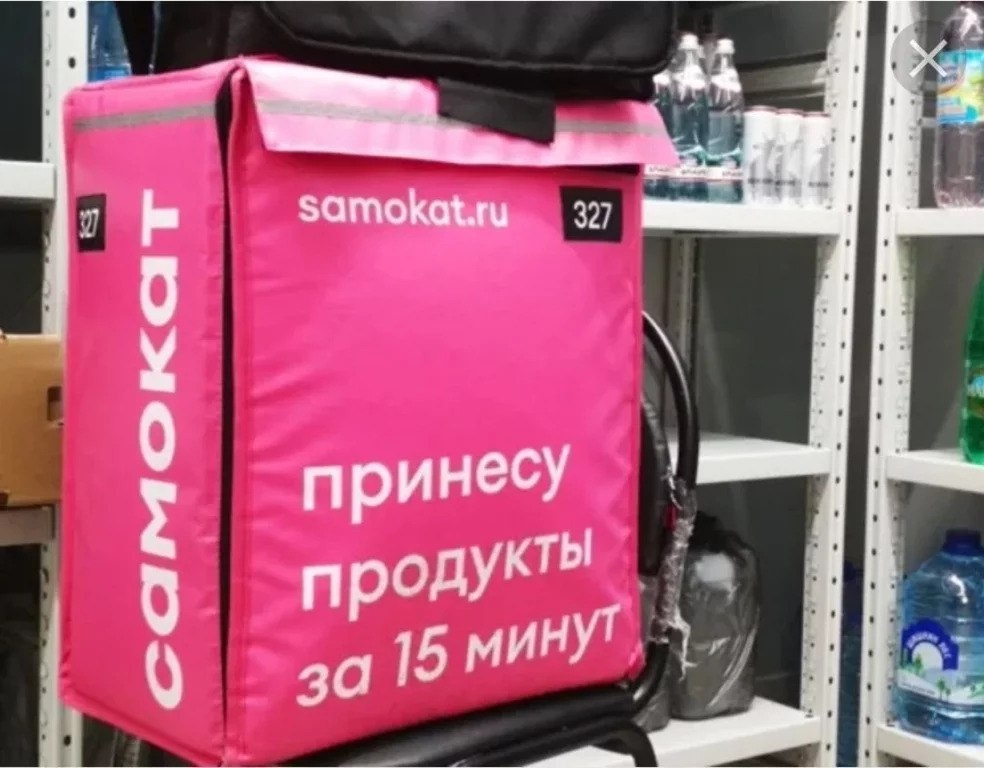 327
самокат
samokat.ru
327
принесу
продукты
за 15 минут